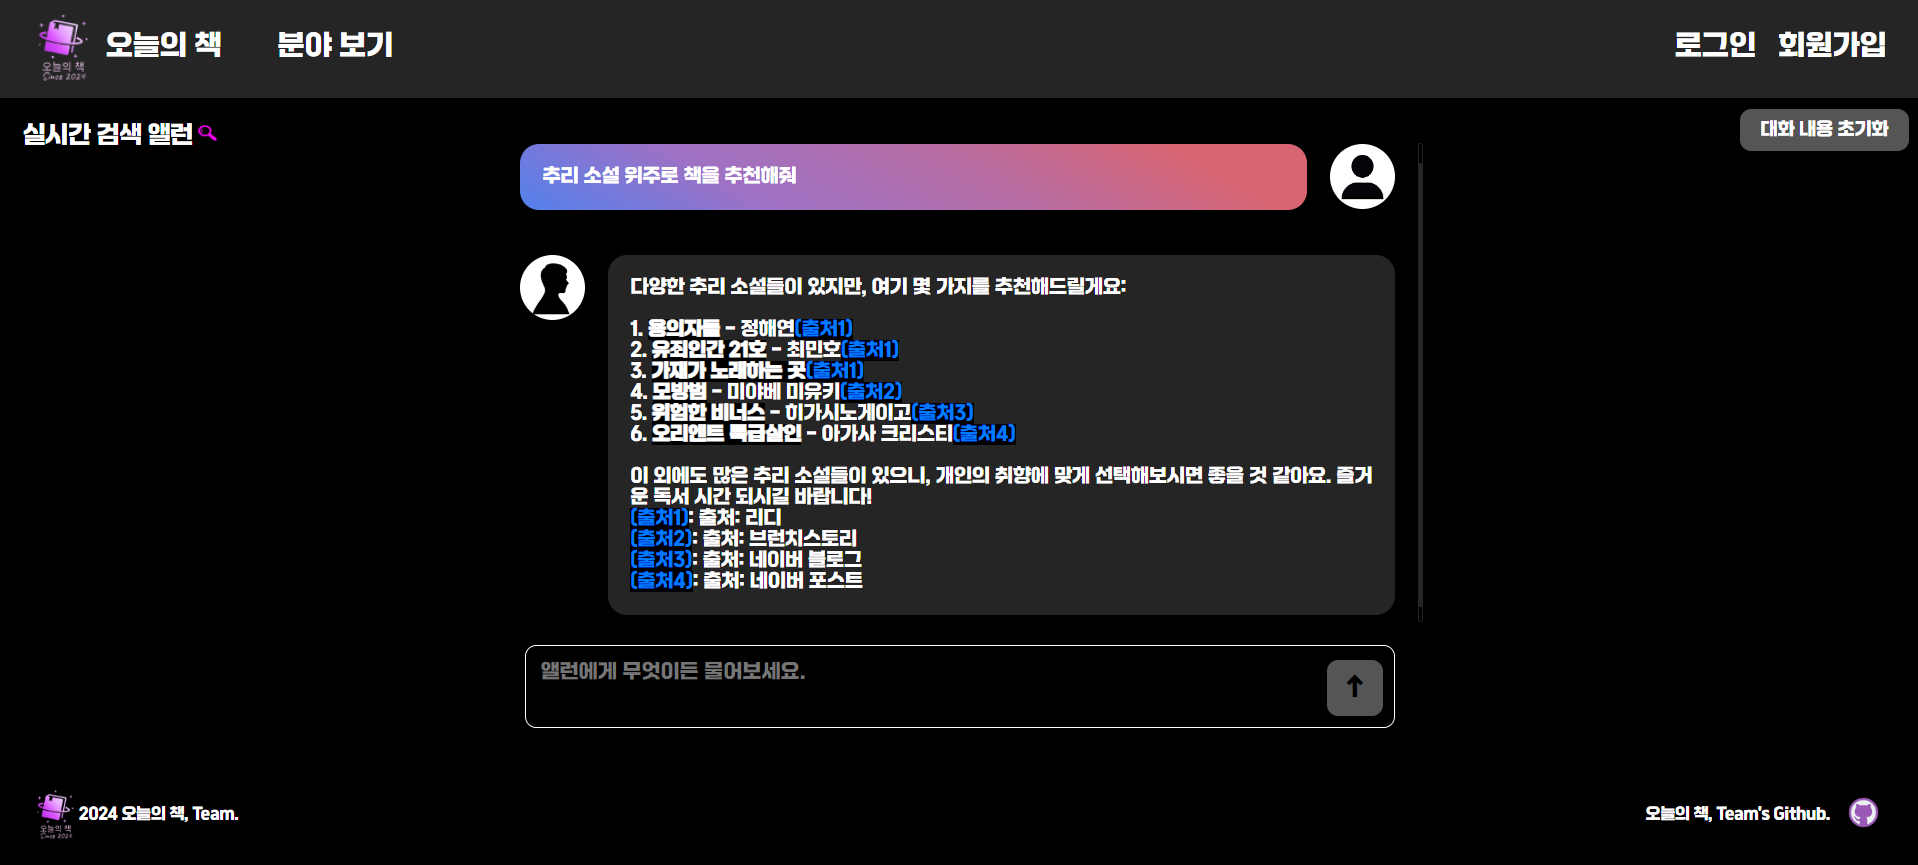 오늘의 책
Since 2024
오늘의 책
분야 보기
로그인
회원가입
실시간 검색 앨런
대화 내용 초기화
추리 소설 위주로 책을 추천해줘
다양한 추리 소설들이 있지만, 여기 몇 가지를 추천해드릴게요:
1. 용의자들 - 정해연(출처1)
2. 유죄인간 21호 - 최민호(출처1)
3. 가재가 노래하는 곳(출처1)
4. 모방범 - 미야베 미유키(출처2)
5. 위험한 비너스 - 히가시노게이고(출처3)
6. 오리엔트 특급살인 - 아가사 크리스티(출처4)
이 외에도 많은 추리 소설들이 있으니, 개인의 취향에 맞게 선택해보시면 좋을 것 같아요. 즐거
운 독서 시간 되시길 바랍니다!
(출처1): 출처: 리디
(출처2): 출처: 브런치스토리
(출처3): 출처: 네이버 블로그
(출처4): 출처: 네이버 포스트
앨런에게 무엇이든 물어보세요.
오늘의 책
Since 2024
2024 오늘의 책, Team.
오늘의 책, Team's Github.